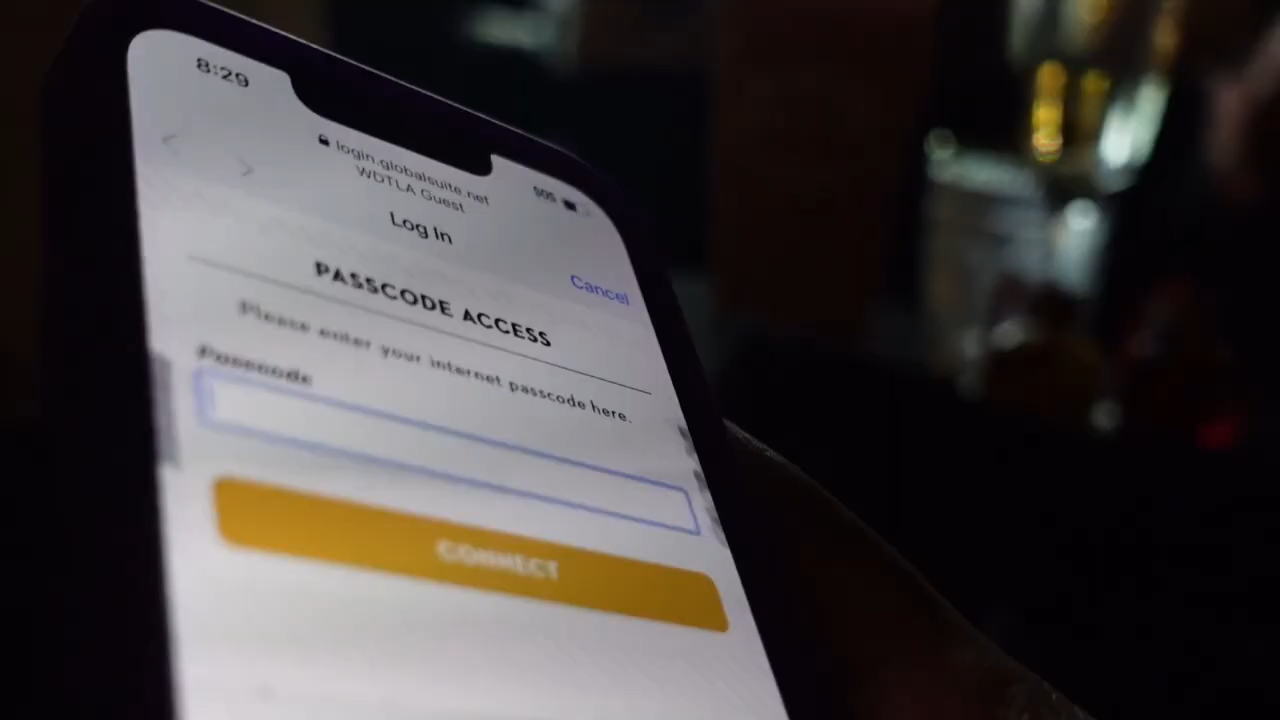 8:29
SOS
login.globalsuite.net
WDTLA Guest
Log In
Cancel
PASSCODE ACCESS
Please enter your internet passcode here.
Passcode
CONNECT